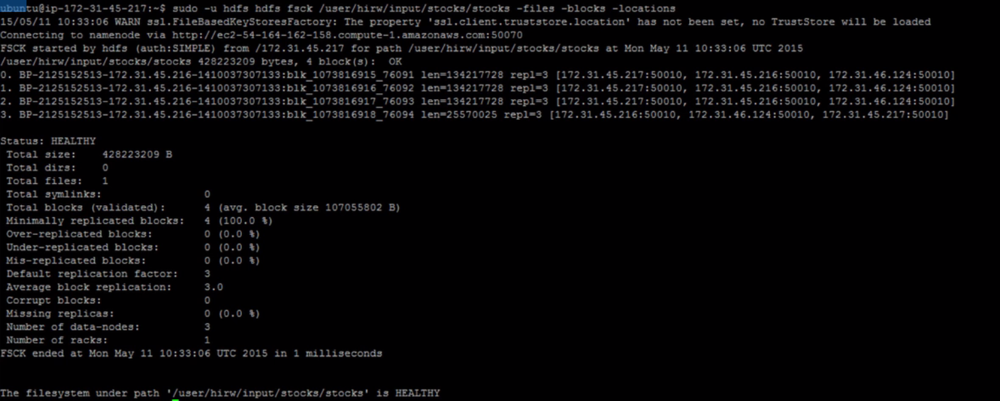 ubuntu@ip-172-31-45-217:~$ sudo -u hdfs hdfs fsck /user/hirw/input/stocks/stocks -files -blocks -locations
15/05/11 10:33:06 WARN ssl.FileBasedKeyStoresFactory: The property 'ssl.client.truststore.location' has not been set, no TrustStore will be loaded
Connecting to namenode via http://ec2-54-164-162-158.compute-1.amazonaws.com:50070
FSCK started by hdfs (auth:SIMPLE) from /172.31.45.217 for path /user/hirw/input/stocks/stocks at Mon May 11 10:33:06 UTC 2015
/user/hirw/input/stocks/stocks 428223209 bytes, 4 block(s):  OK
0. BP-2125152513-172.31.45.216-1410037307133:blk_1073816915_76091 len=134217728 repl=3 [172.31.45.217:50010, 172.31.45.216:50010, 172.31.46.124:50010]
1. BP-2125152513-172.31.45.216-1410037307133:blk_1073816916_76092 len=134217728 repl=3 [172.31.45.217:50010, 172.31.45.216:50010, 172.31.46.124:50010]
2. BP-2125152513-172.31.45.216-1410037307133:blk_1073816917_76093 len=134217728 repl=3 [172.31.45.217:50010, 172.31.45.216:50010, 172.31.46.124:50010]
3. BP-2125152513-172.31.45.216-1410037307133:blk_1073816918_76094 len=25570025 repl=3 [172.31.45.216:50010, 172.31.46.124:50010, 172.31.45.217:50010]
Status: HEALTHY
Total size:    428223209 B
Total dirs:    0
Total files:   1
Total symlinks:                0
Total blocks (validated):      4 (avg. block size 107055802 B)
Minimally replicated blocks:   4 (100.0 %)
Over-replicated blocks:        0 (0.0 %)
Under-replicated blocks:       0 (0.0 %)
Mis-replicated blocks:         0 (0.0 %)
Default replication factor:    3
Average block replication:     3.0
Corrupt blocks:                0
Missing replicas:              0 (0.0 %)
Number of data-nodes:          3
Number of racks:               1
FSCK ended at Mon May 11 10:33:06 UTC 2015 in 1 milliseconds
The filesystem under path '/user/hirw/input/stocks/stocks' is HEALTHY